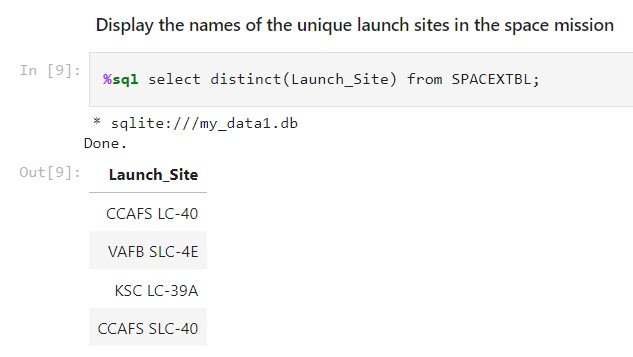 Display the names of the unique launch sites in the space mission
In [9]: %sql select distinct(Launch_Site) from SPACEXTBL;
* sqlite:///my_data1.db
Done.
Out[9]: Launch_Site
CCAFS LC-40
VAFB SLC-4E
KSC LC-39A
CCAFS SLC-40